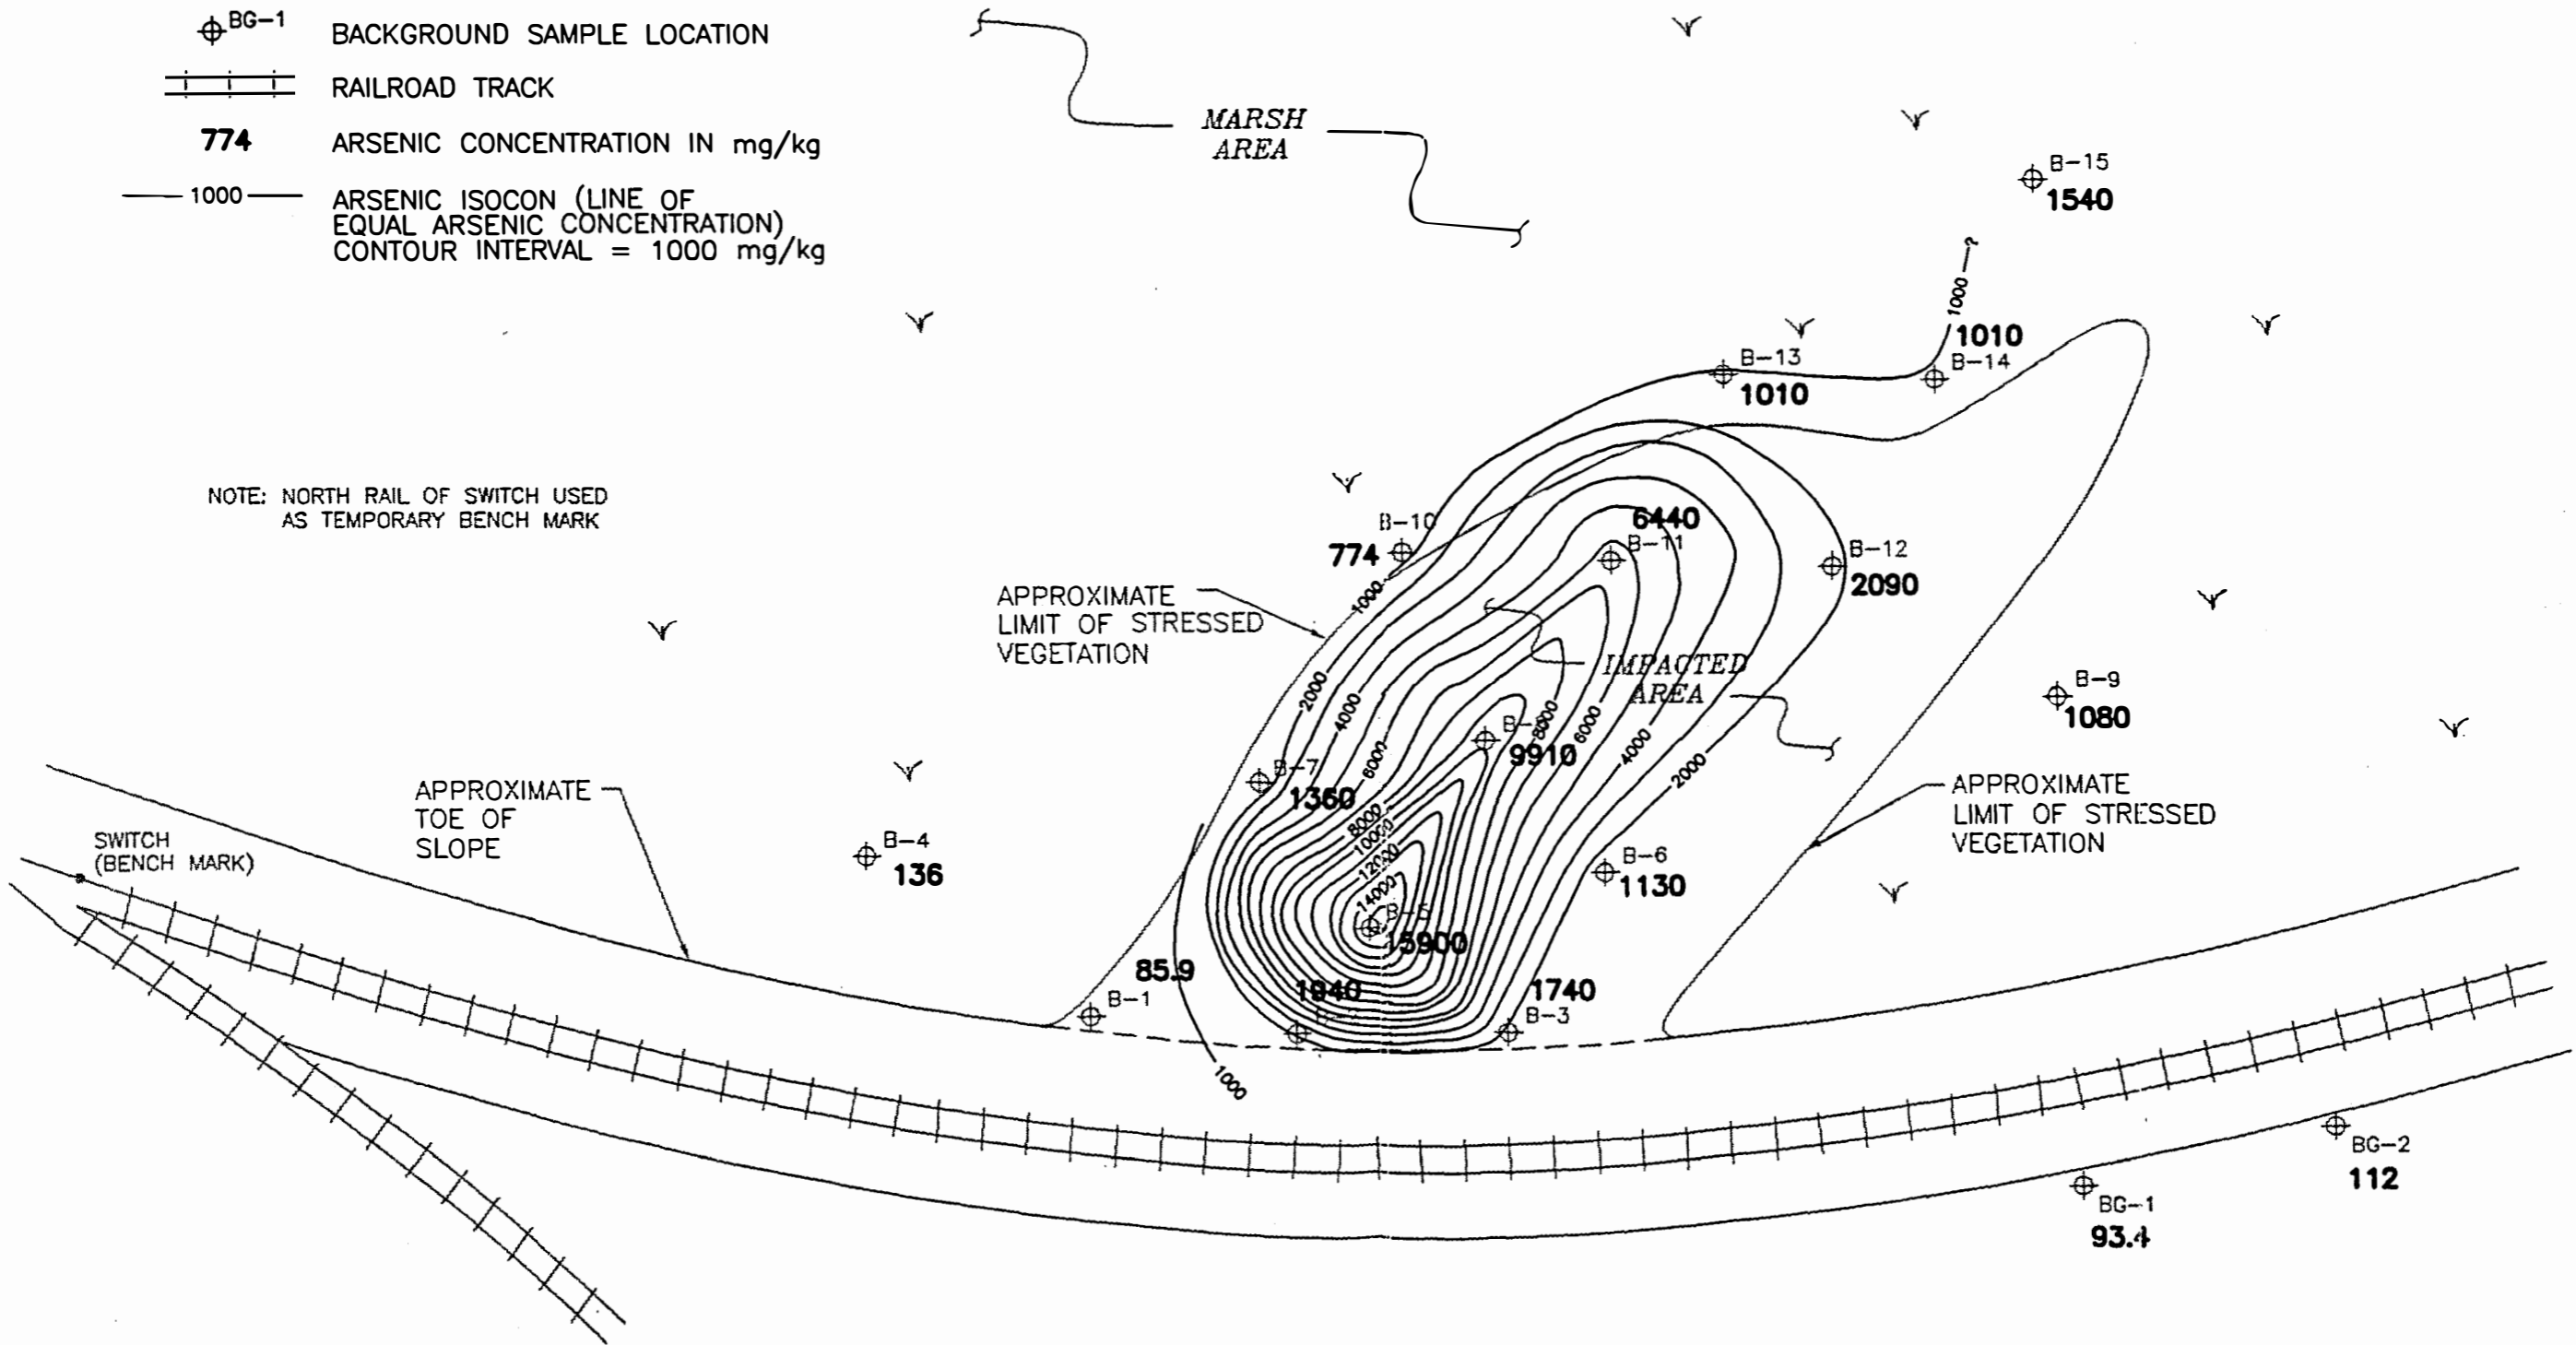 BG-1 BACKGROUND SAMPLE LOCATION
RAILROAD TRACK
774 ARSENIC CONCENTRATION IN mg/kg
1000 ARSENIC ISOCON (LINE OF
EQUAL ARSENIC CONCENTRATION)
CONTOUR INTERVAL = 1000 mg/kg
MARSH
AREA
B-15
1540
1000
?
1010
B-14
B-13
1010
NOTE: NORTH RAIL OF SWITCH USED
AS TEMPORARY BENCH MARK
B-10
774
6440
B-11
B-12
2090
APPROXIMATE
LIMIT OF STRESSED
VEGETATION
1000
2000
4000
6000
IMPACTED
AREA
B-9
1080
9910
8000
6000
4000
2000
B-7
1360
APPROXIMATE
TOE OF
SLOPE
SWITCH
(BENCH MARK)
B-4
136
APPROXIMATE
LIMIT OF STRESSED
VEGETATION
8000
10000
12000
14000
B-5
15900
B-6
1130
85.9
B-1
1940
1740
B-3
1000
BG-2
112
BG-1
93.4